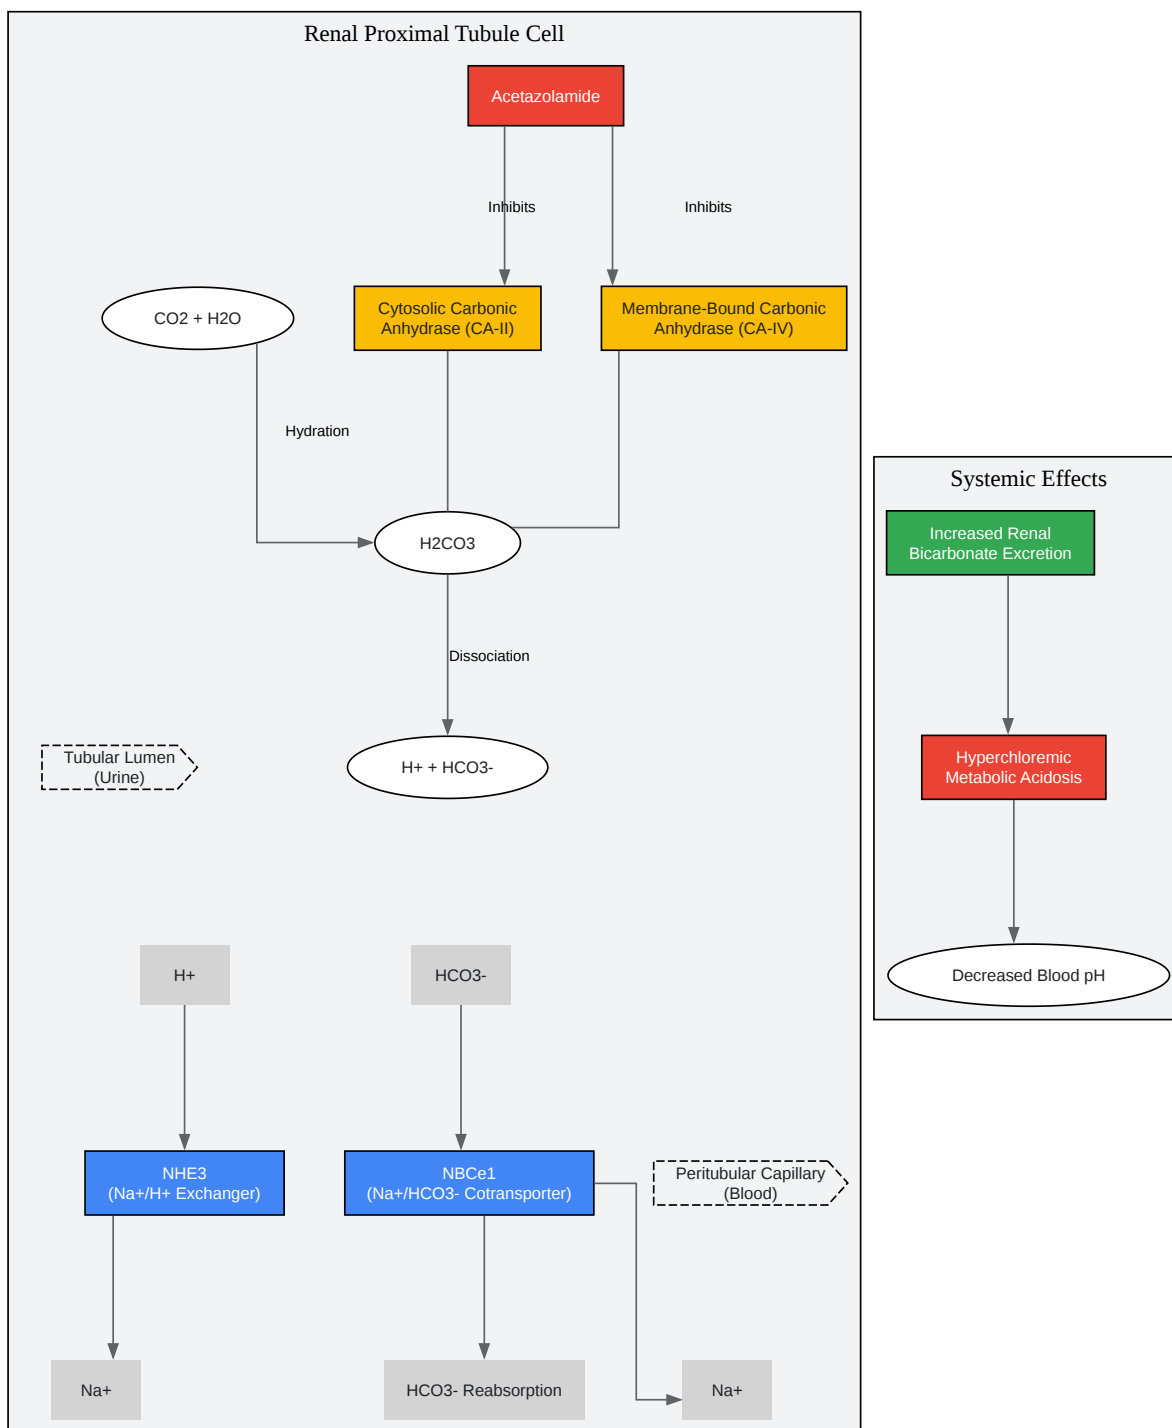 Renal Proximal Tubule Cell
Acetazolamide
Inhibits
Inhibits
CO2 + H2O
Cytosolic Carbonic
Anhydrase (CA-II)
Membrane-Bound Carbonic
Anhydrase (CA-IV)
Hydration
H2CO3
Dissociation
Tubular Lumen
(Urine)
H+ + HCO3-
H+
HCO3-
NHE3
(Na+/H+ Exchanger)
NBCe1
(Na+/HCO3- Cotransporter)
Peritubular Capillary
(Blood)
Na+
HCO3- Reabsorption
Na+
Systemic Effects
Increased Renal
Bicarbonate Excretion
Hyperchloremic
Metabolic Acidosis
Decreased Blood pH